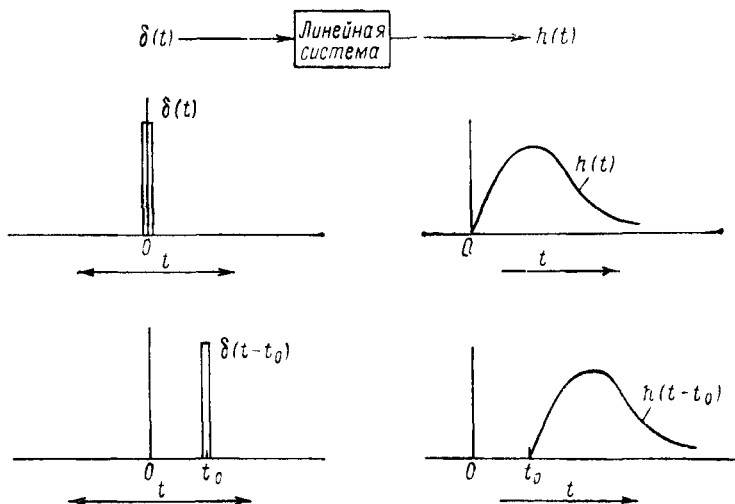 δ(t) Линейная система h(t)
δ(t)
h(t)
0
0
t
t
δ(t-t₀)
h(t-t₀)
0 t₀
0 t₀
t
t